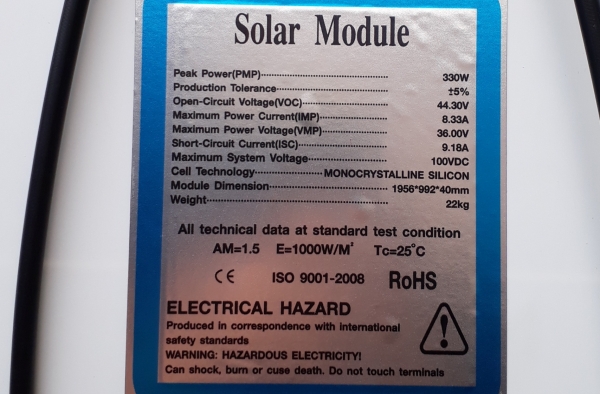 Solar Module
Peak Power(PMP) 330W
Production Tolerance ±5%
Open-Circuit Voltage(VOC) 44.30V
Maximum Power Current(IMP) 8.33A
Maximum Power Voltage(VMP) 36.00V
Short-Circuit Current(ISC) 9.18A
Maximum System Voltage 100VDC
Cell Technology MONOCRYSTALLINE SILICON
Module Dimension 1956*992*40mm
Weight 22kg
All technical data at standard test condition
AM=1.5 E=1000W/M² Tc=25°C
CE ISO 9001-2008 RoHS
ELECTRICAL HAZARD
Produced in correspondence with international
safety standards
WARNING: HAZARDOUS ELECTRICITY!
Can shock, burn or cuse death. Do not touch terminals